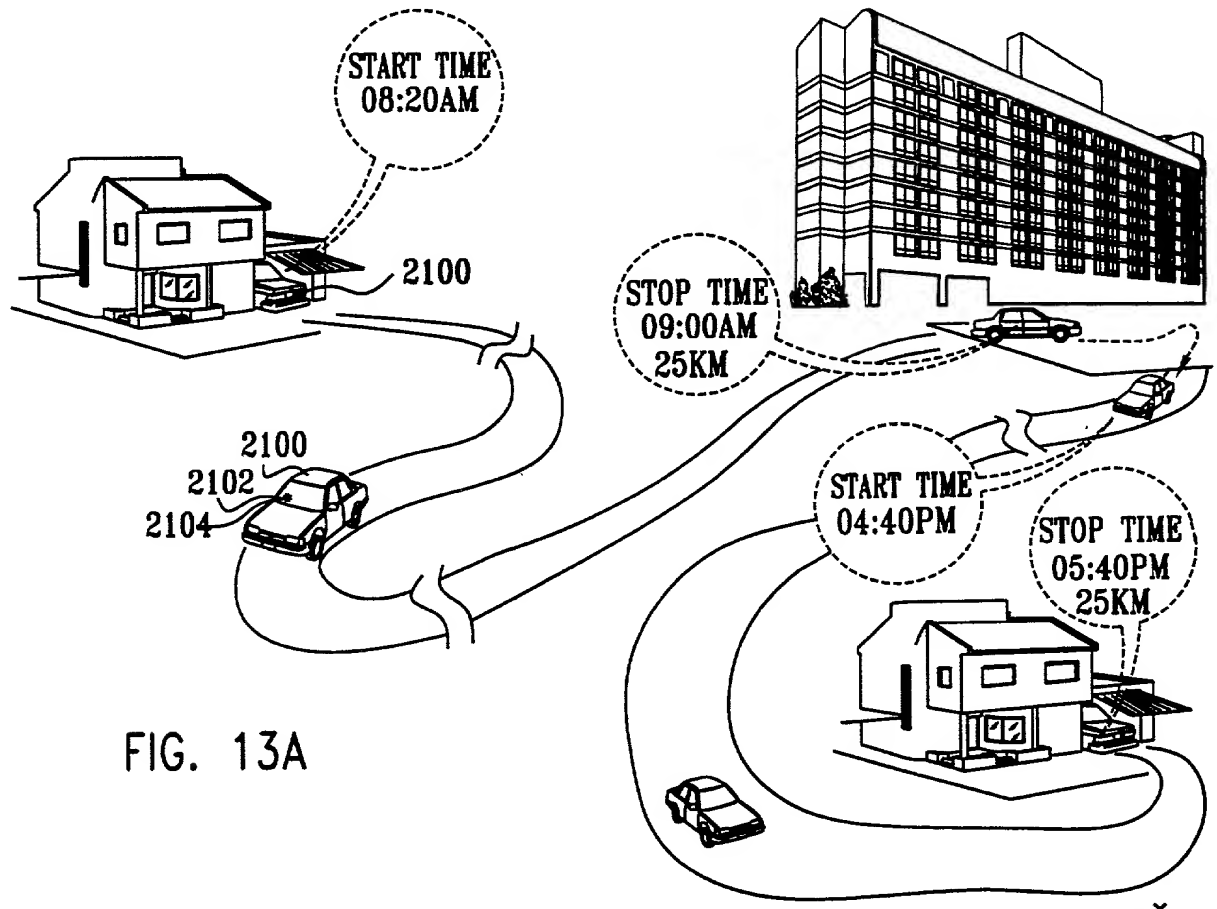 START TIME
08:20AM
2100
STOP TIME
09:00AM
25KM
2100
2102
2104
START TIME
04:40PM
STOP TIME
05:40PM
25KM
FIG. 13A